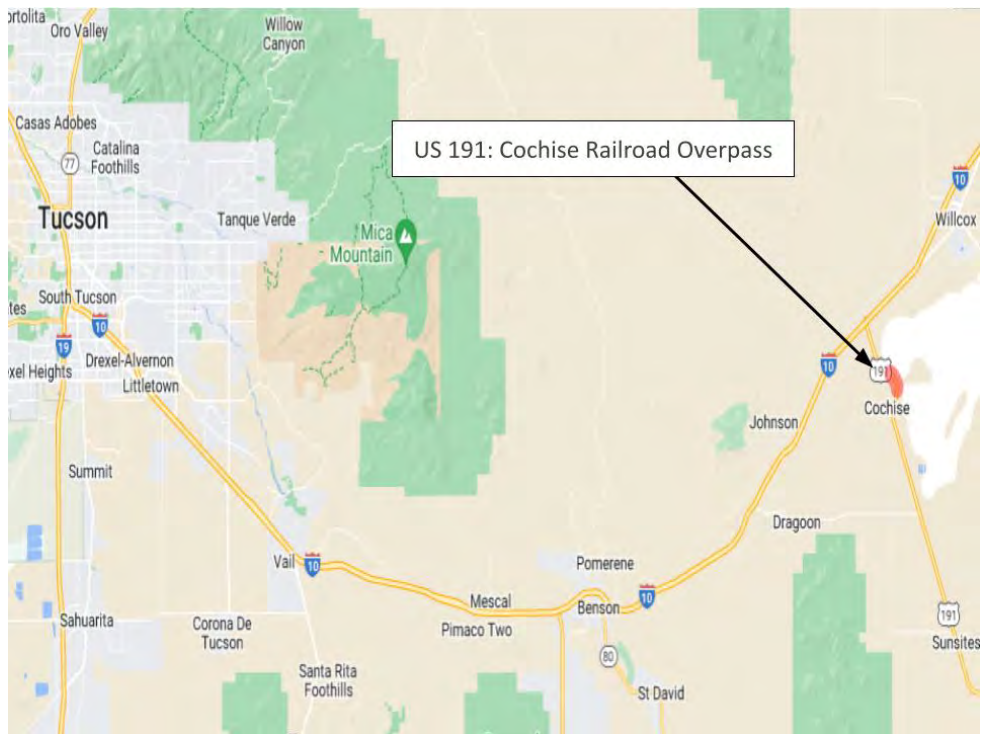 ortolita
Oro Valley
Willow
Canyon
Casas Adobes
Catalina
Foothills
77
10
Willcox
Tucson
Tanque Verde
Mica
Mountain
US 191: Cochise Railroad Overpass
South Tucson
tes
10
19
Drexel-Alvernon
xel Heights
Littletown
10
191
Cochise
Johnson
Summit
Dragoon
Vail
10
Pomerene
Mescal
Benson
10
Sahuarita
Corona De
Tucson
Pimaco Two
191
Sunsites
80
Santa Rita
Foothills
St David